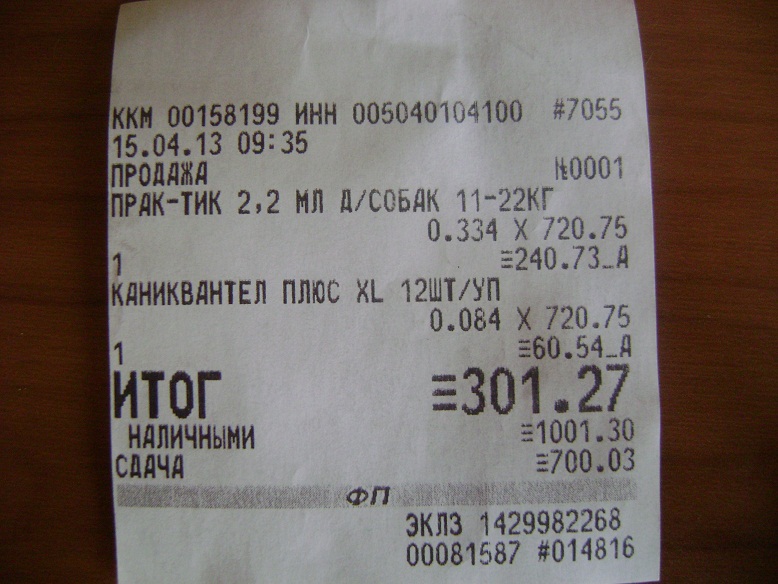 ККМ 00158199 ИНН 005040104100 #7055
15.04.13 09:35
ПРОДАЖА №0001
ПРАК-ТИК 2,2 МЛ Д/СОБАК 11-22КГ
0.334 X 720.75
1 ≡240.73_А
КАНИКВАНТЕЛ ПЛЮС XL 12ШТ/УП
0.084 X 720.75
1 ≡60.54_А
ИТОГ ≡301.27
НАЛИЧНЫМИ ≡1001.30
СДАЧА ≡700.03
ФП
ЭКЛЗ 1429982268
00081587 #014816